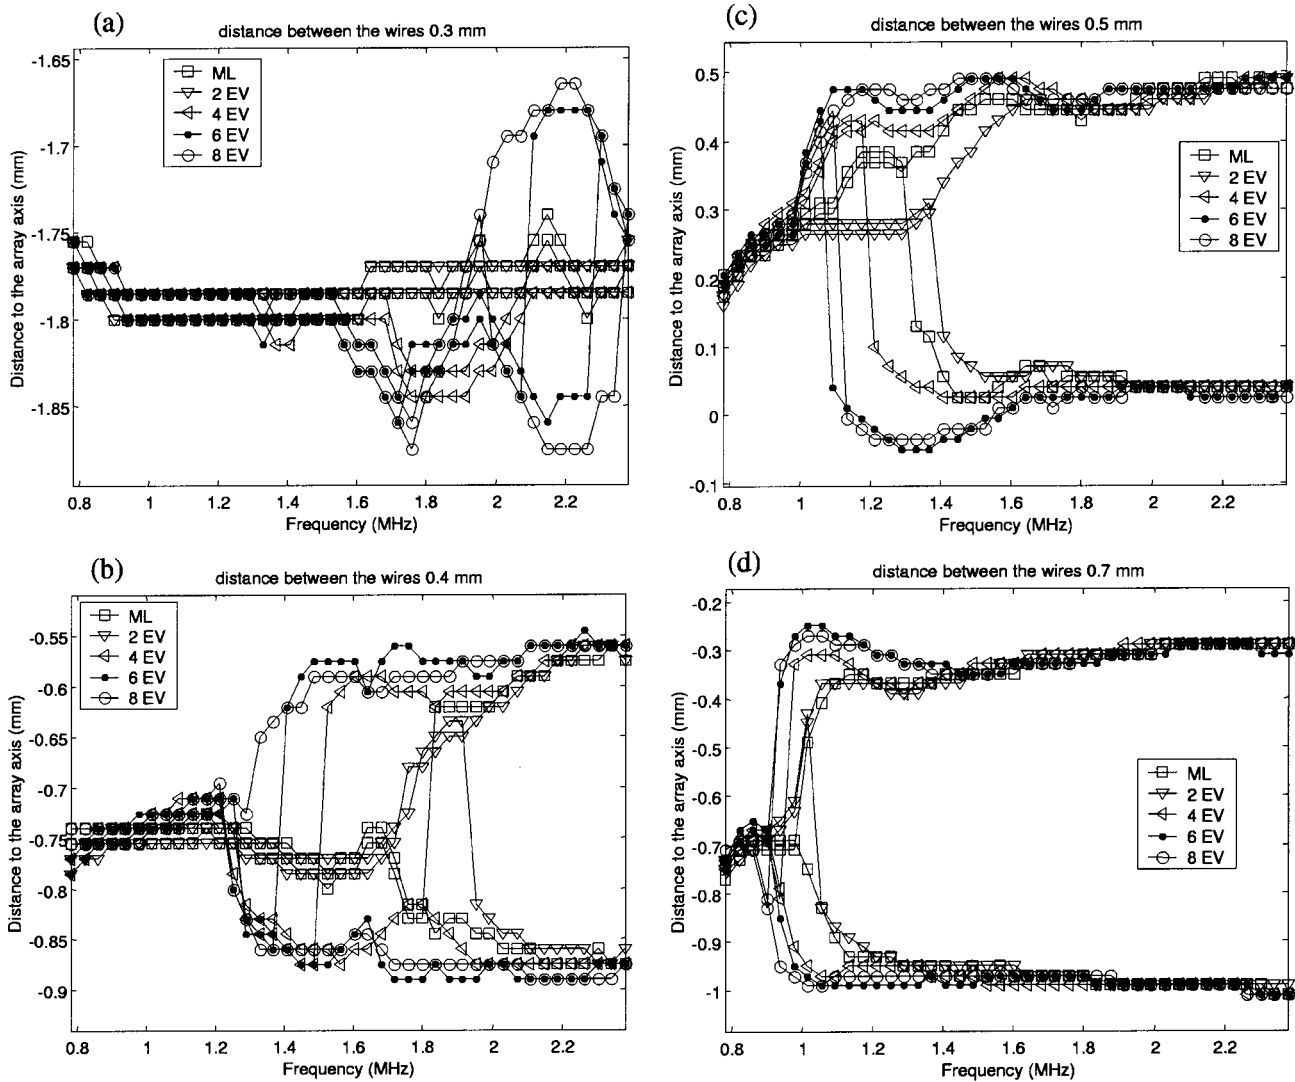 (a)
distance between the wires 0.3 mm
-1.65
-1.7
-1.75
-1.8
-1.85
Distance to the array axis (mm)
ML
2 EV
4 EV
6 EV
8 EV
0.8 1 1.2 1.4 1.6 1.8 2 2.2
Frequency (MHz)
(c)
distance between the wires 0.5 mm
0.5
0.4
0.3
0.2
0.1
0
-0.1
Distance to the array axis (mm)
ML
2 EV
4 EV
6 EV
8 EV
0.8 1 1.2 1.4 1.6 1.8 2 2.2
Frequency (MHz)
(b)
distance between the wires 0.4 mm
-0.55
-0.6
-0.65
-0.7
-0.75
-0.8
-0.85
-0.9
Distance to the array axis (mm)
ML
2 EV
4 EV
6 EV
8 EV
0.8 1 1.2 1.4 1.6 1.8 2 2.2
Frequency (MHz)
(d)
distance between the wires 0.7 mm
-0.2
-0.3
-0.4
-0.5
-0.6
-0.7
-0.8
-0.9
-1
Distance to the array axis (mm)
ML
2 EV
4 EV
6 EV
8 EV
0.8 1 1.2 1.4 1.6 1.8 2 2.2
Frequency (MHz)